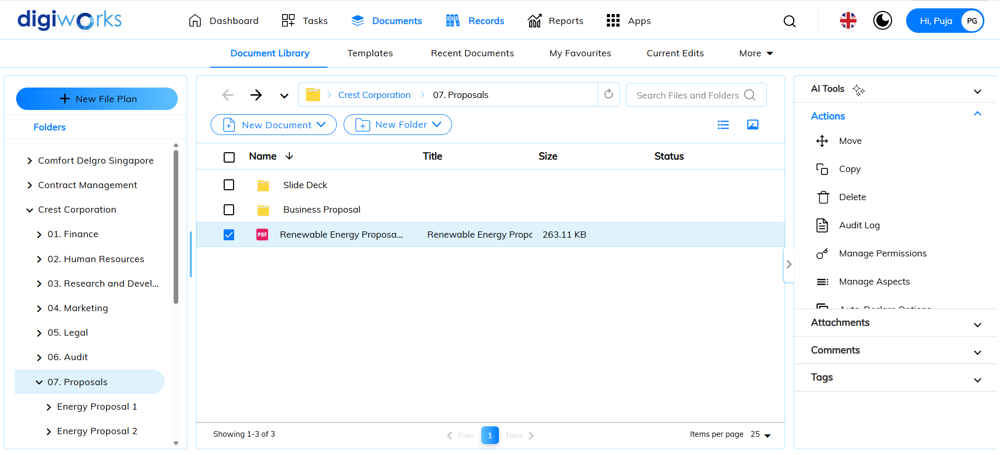 digiworks
Dashboard
Tasks
Documents
Records
Reports
Apps
Hi, Puja
PG
Document Library
Templates
Recent Documents
My Favourites
Current Edits
More
New File Plan
Folders
Comfort Delgro Singapore
Contract Management
Crest Corporation
01. Finance
02. Human Resources
03. Research and Devel...
04. Marketing
05. Legal
06. Audit
07. Proposals
Energy Proposal 1
Energy Proposal 2
Crest Corporation
07. Proposals
Search Files and Folders
New Document
New Folder
Name
Title
Size
Status
Slide Deck
Business Proposal
PDF
Renewable Energy Proposa...
Renewable Energy Propo
263.11 KB
Showing 1-3 of 3
Prev
1
Next
Items per page
25
AI Tools
Actions
Move
Copy
Delete
Audit Log
Manage Permissions
Manage Aspects
Auto-Declare Options
Attachments
Comments
Tags